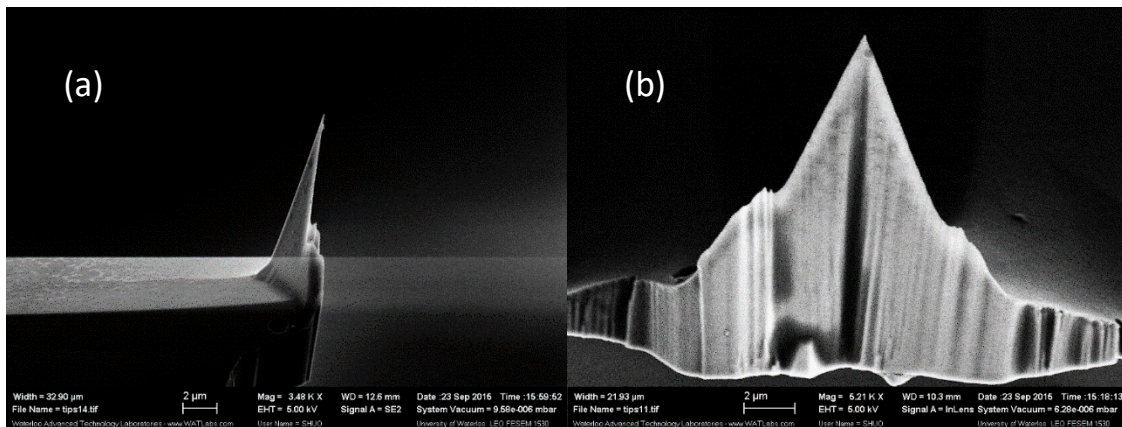 (a)
Width = 32.90 µm
File Name = tips14.tif
2 µm
Mag = 3.48 K X
EHT = 5.00 kV
WD = 12.6 mm
Signal A = SE2
Date :23 Sep 2015 Time :15:59:52
System Vacuum = 9.58e-006 mbar
Waterloo Advanced Technology Laboratories - www.WATLabs.com
User Name = SHUO
University of Waterloo LEO FESEM 1530
(b)
Width = 21.93 µm
File Name = tips11.tif
2 µm
Mag = 5.21 K X
EHT = 5.00 kV
WD = 10.3 mm
Signal A = InLens
Date :23 Sep 2015 Time :15:18:13
System Vacuum = 6.28e-006 mbar
Waterloo Advanced Technology Laboratories - www.WATLabs.com
User Name = SHUO
University of Waterloo LEO FESEM 1530